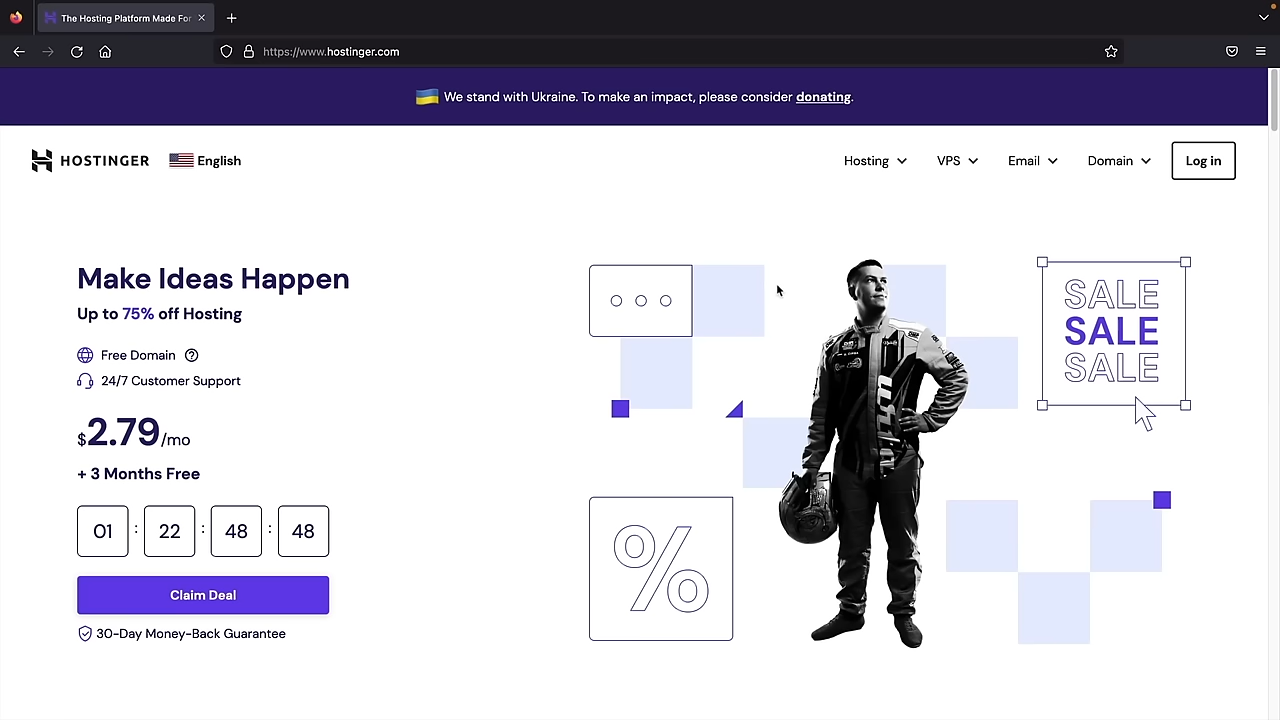 The Hosting Platform Made For
https://www.hostinger.com
We stand with Ukraine. To make an impact, please consider donating.
HOSTINGER
English
Hosting
VPS
Email
Domain
Log in
Make Ideas Happen
Up to 75% off Hosting
Free Domain
24/7 Customer Support
$2.79/mo
+ 3 Months Free
01 : 22 : 48 : 48
Claim Deal
30-Day Money-Back Guarantee
SALE
SALE
SALE
%